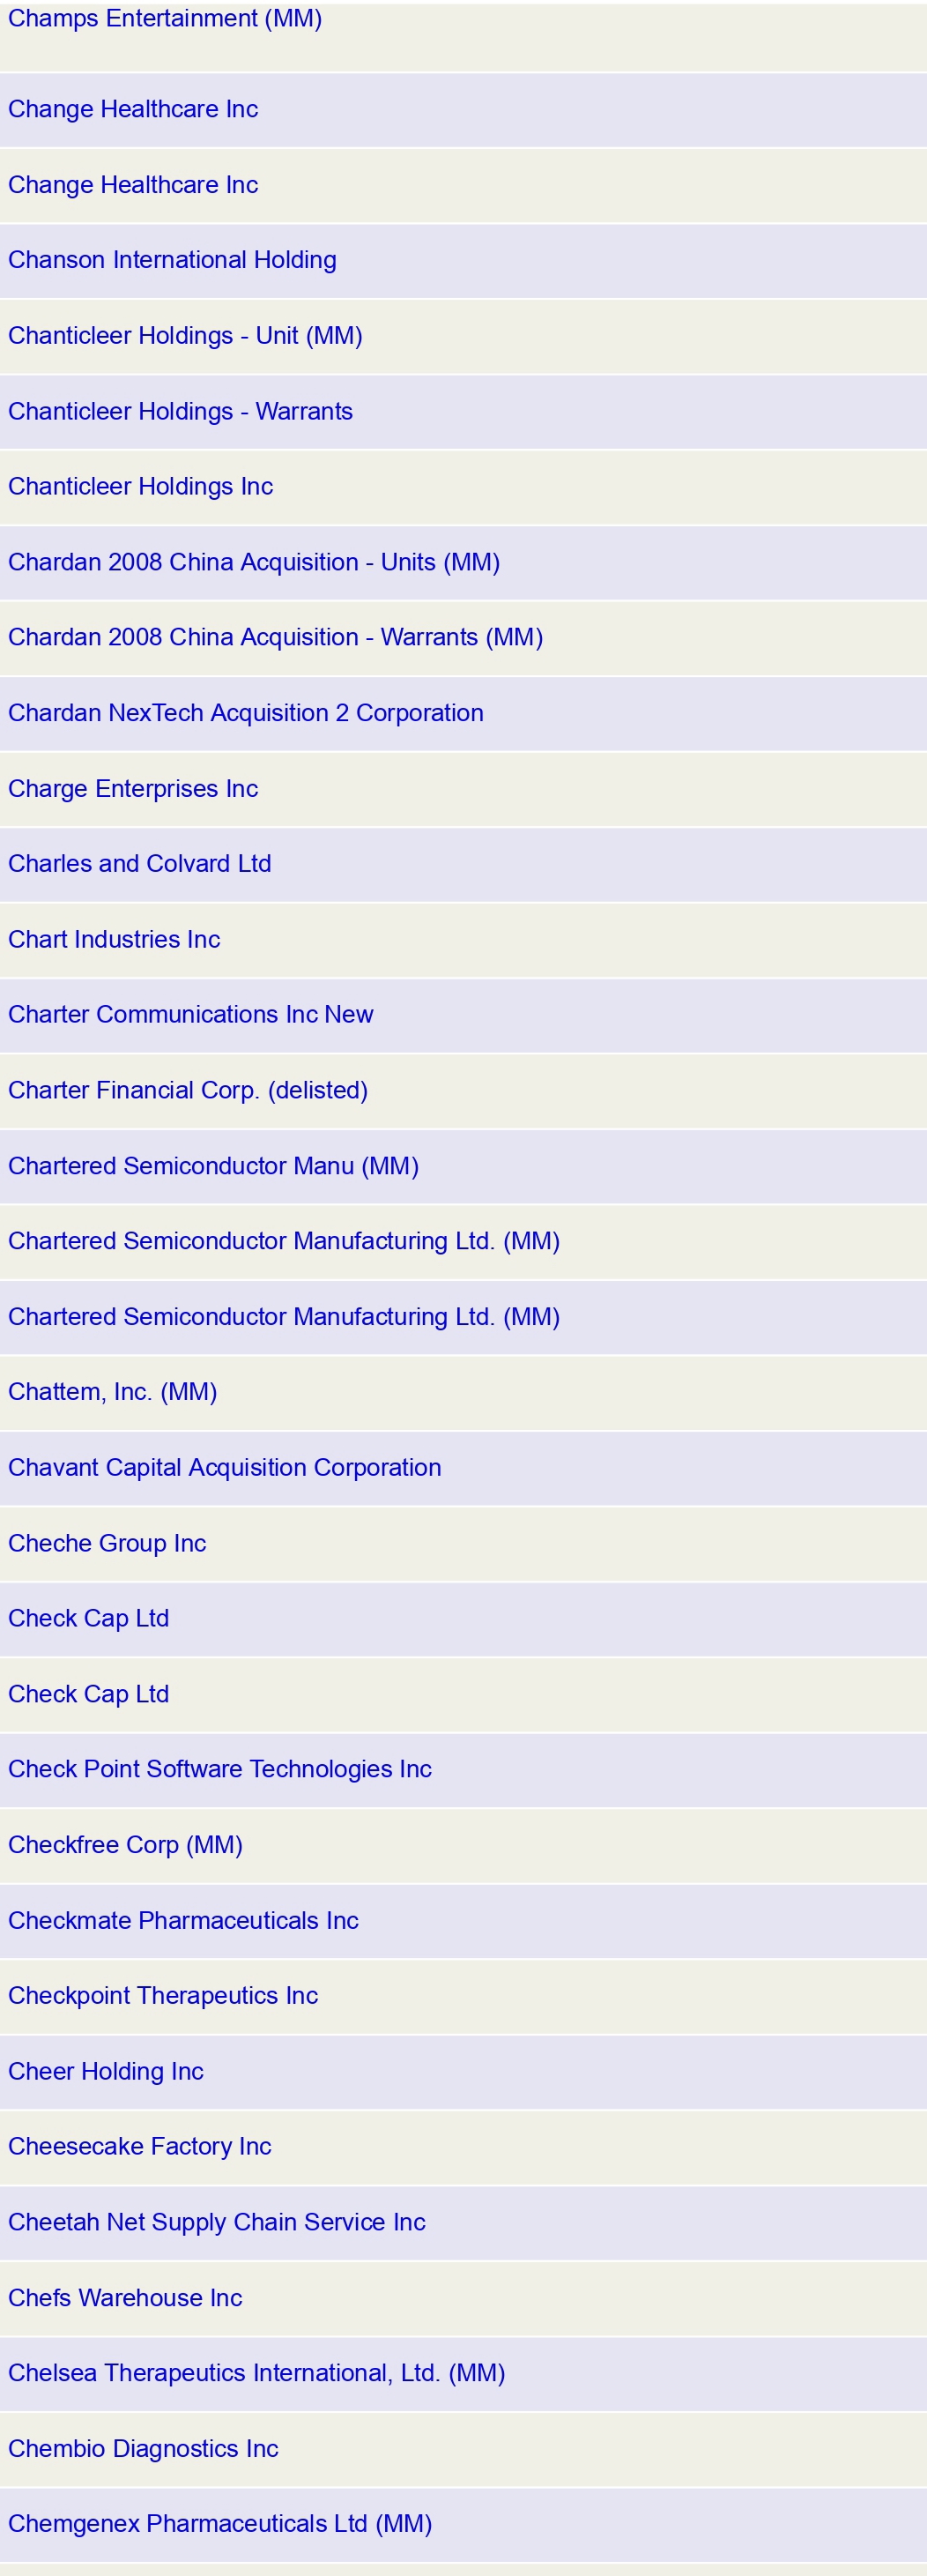 Champs Entertainment (MM)
Change Healthcare Inc
Change Healthcare Inc
Chanson International Holding
Chanticleer Holdings - Unit (MM)
Chanticleer Holdings - Warrants
Chanticleer Holdings Inc
Chardan 2008 China Acquisition - Units (MM)
Chardan 2008 China Acquisition - Warrants (MM)
Chardan NexTech Acquisition 2 Corporation
Charge Enterprises Inc
Charles and Colvard Ltd
Chart Industries Inc
Charter Communications Inc New
Charter Financial Corp. (delisted)
Chartered Semiconductor Manu (MM)
Chartered Semiconductor Manufacturing Ltd. (MM)
Chartered Semiconductor Manufacturing Ltd. (MM)
Chattem, Inc. (MM)
Chavant Capital Acquisition Corporation
Cheche Group Inc
Check Cap Ltd
Check Cap Ltd
Check Point Software Technologies Inc
Checkfree Corp (MM)
Checkmate Pharmaceuticals Inc
Checkpoint Therapeutics Inc
Cheer Holding Inc
Cheesecake Factory Inc
Cheetah Net Supply Chain Service Inc
Chefs Warehouse Inc
Chelsea Therapeutics International, Ltd. (MM)
Chembio Diagnostics Inc
Chemgenex Pharmaceuticals Ltd (MM)